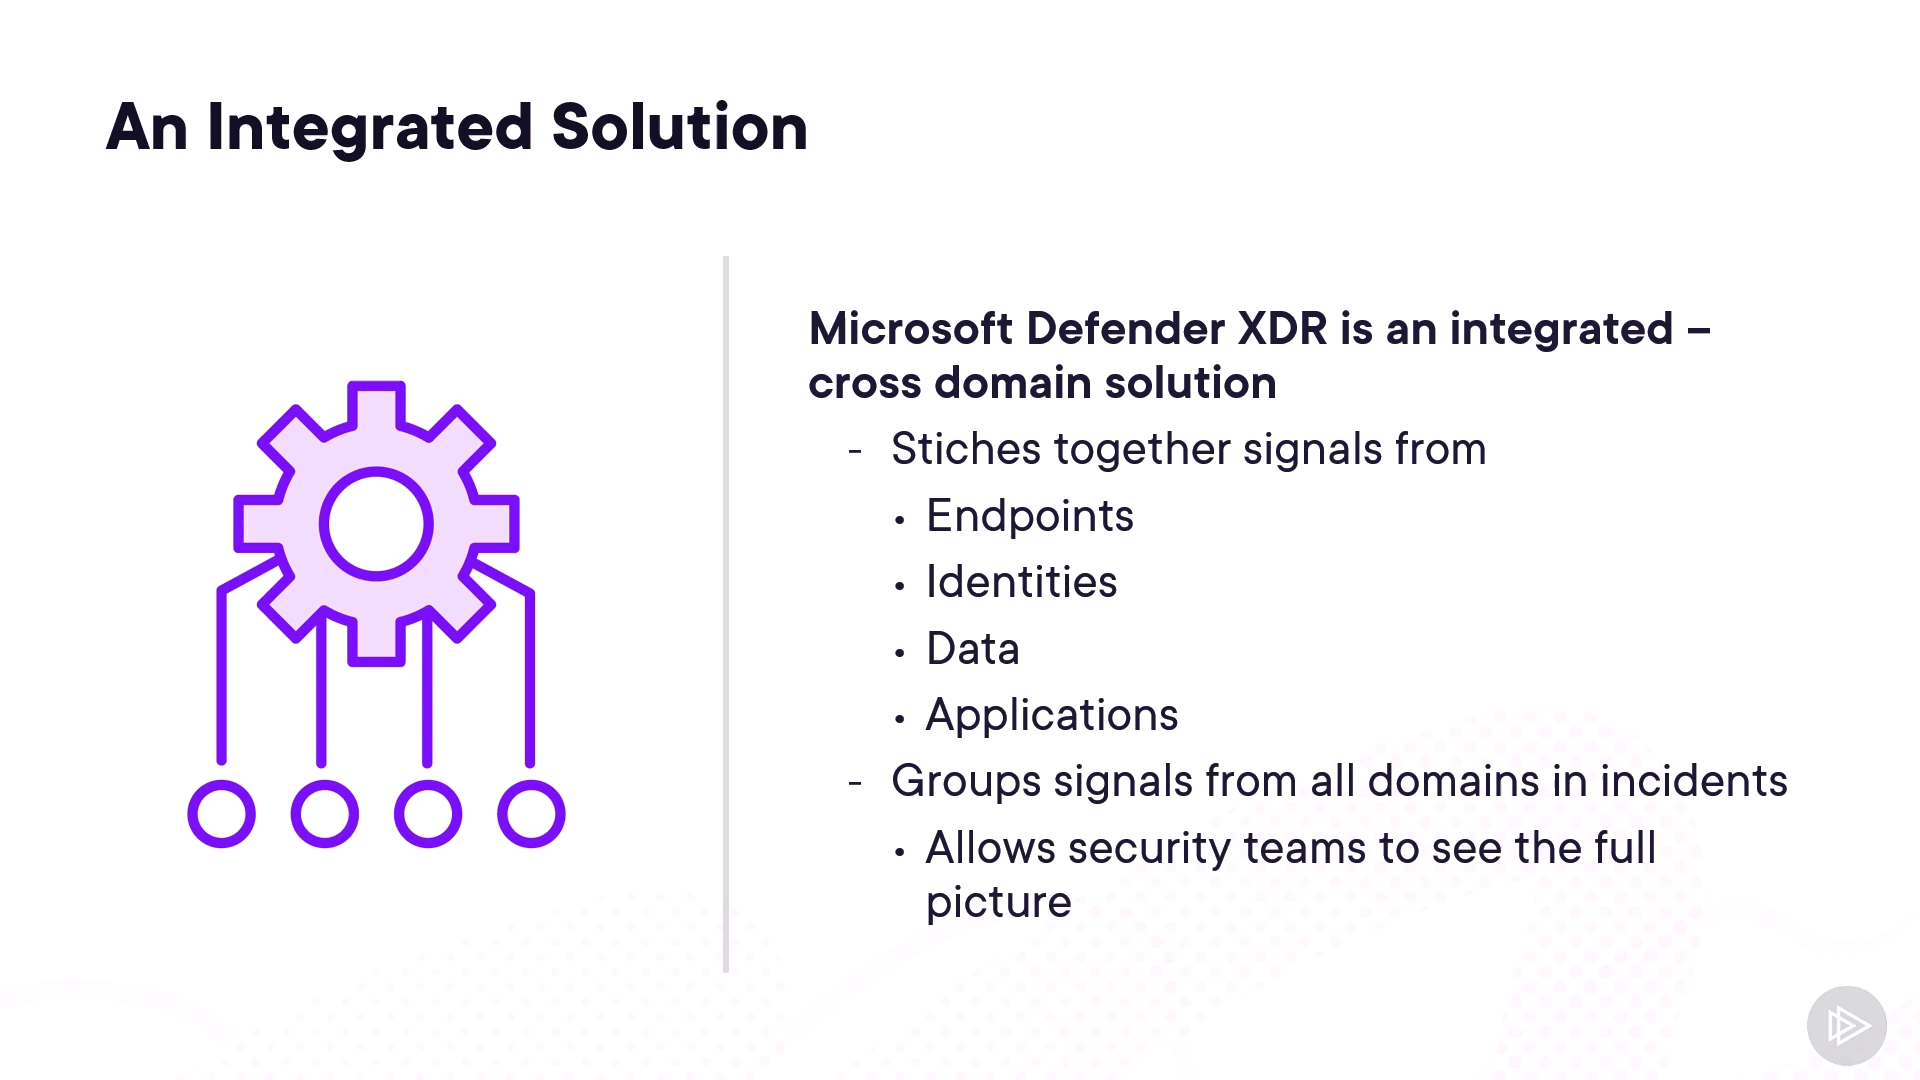 An Integrated Solution
Microsoft Defender XDR is an integrated –
cross domain solution
- Stiches together signals from
• Endpoints
• Identities
• Data
• Applications
- Groups signals from all domains in incidents
• Allows security teams to see the full
picture